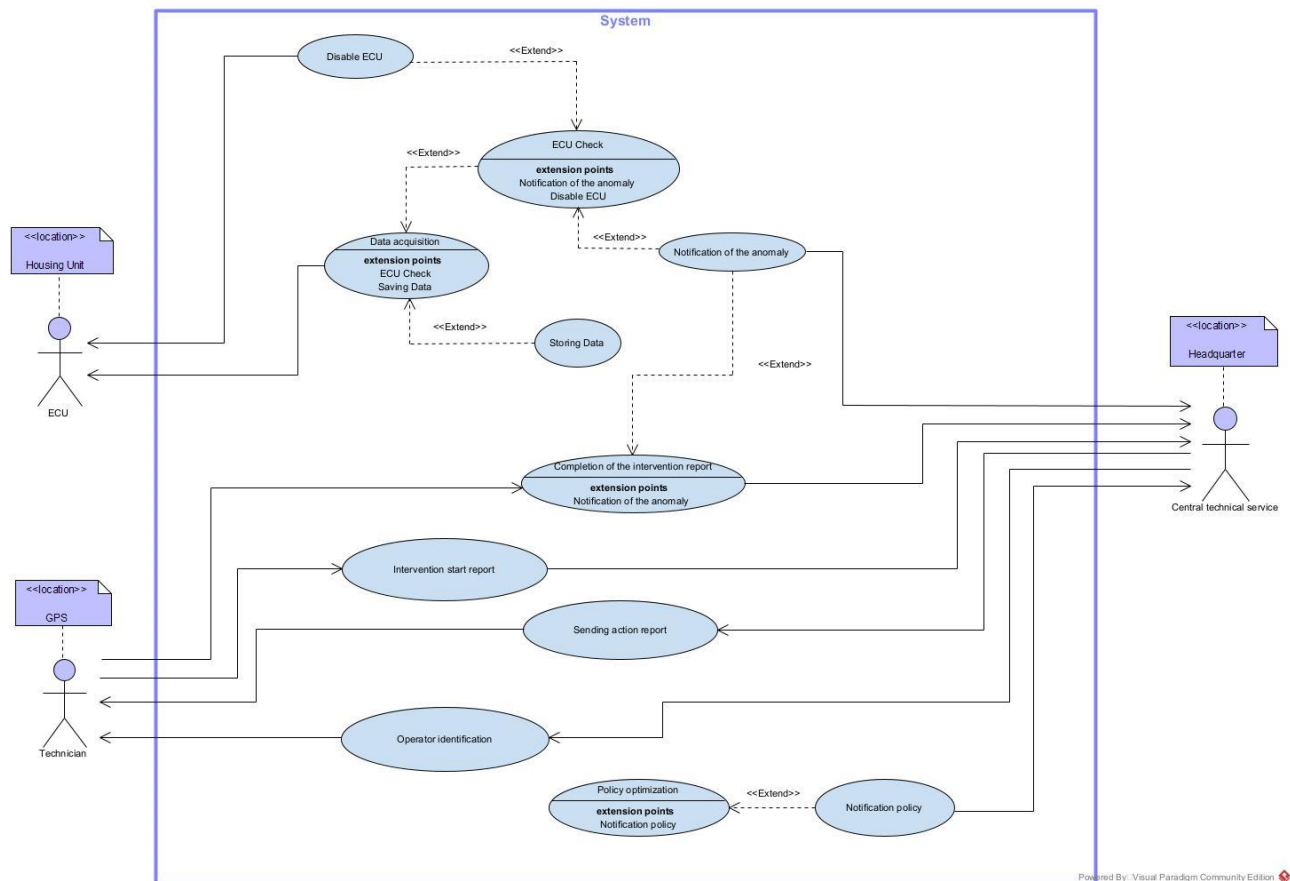 System
Disable ECU
<<Extend>>
ECU Check
extension points
Notification of the anomaly
Disable ECU
<<Extend>>
<<location>>
Housing Unit
Data acquisition
extension points
ECU Check
Saving Data
<<Extend>>
Notification of the anomaly
<<Extend>>
Storing Data
<<location>>
Headquarter
<<Extend>>
ECU
Completion of the intervention report
extension points
Notification of the anomaly
Central technical service
Intervention start report
<<location>>
GPS
Sending action report
Technician
Operator identification
Policy optimization
extension points
Notification policy
<<Extend>>
Notification policy
Powered By Visual Paradigm Community Edition